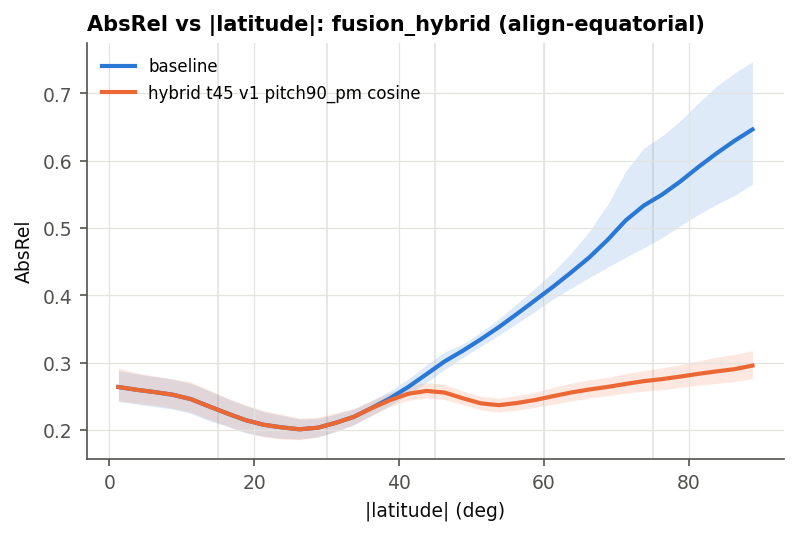 AbsRel vs |latitude|: fusion_hybrid (align-equatorial)
baseline
hybrid t45 v1 pitch90_pm cosine
AbsRel
0.7
0.6
0.5
0.4
0.3
0.2
0 20 40 60 80
|latitude| (deg)